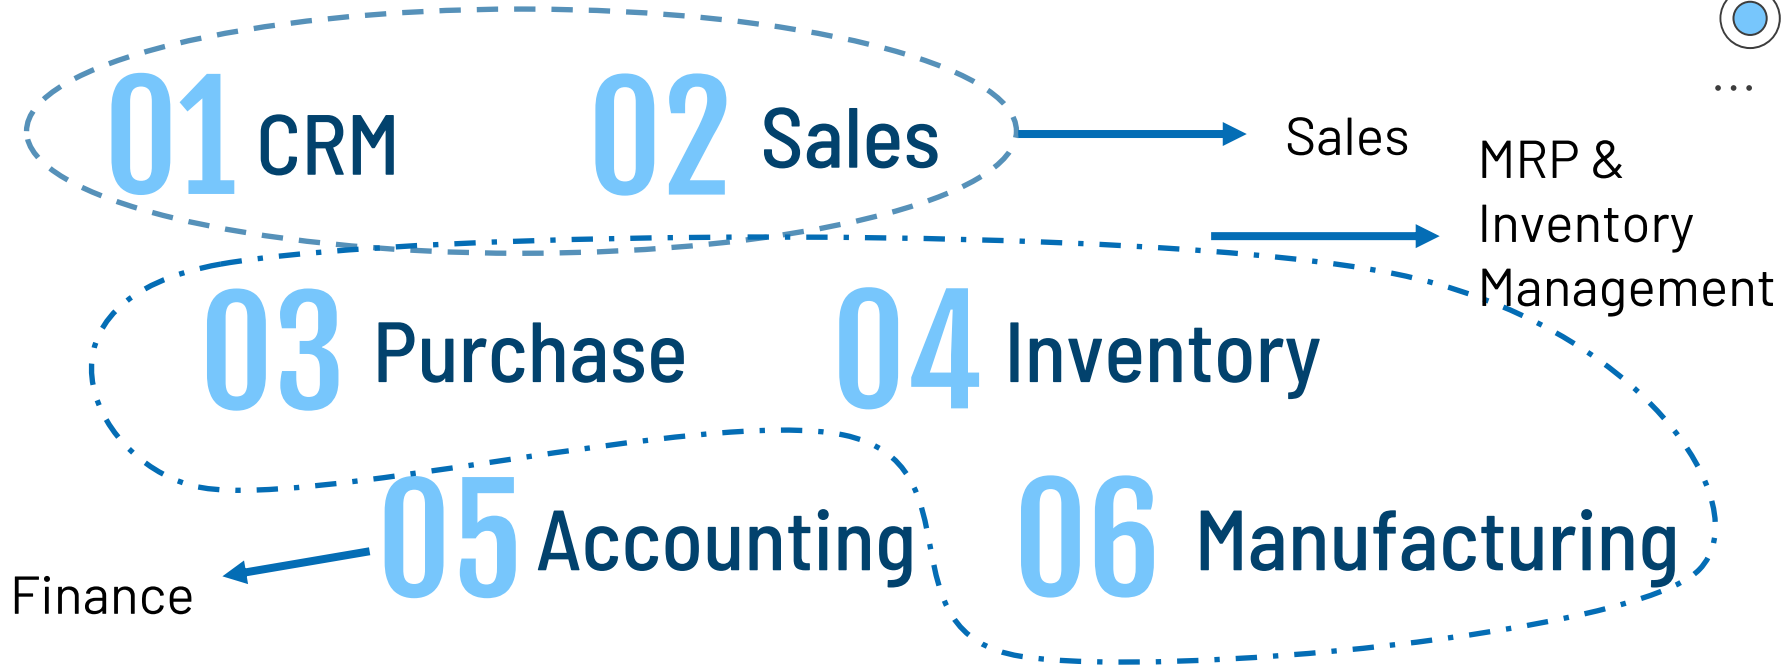 01 CRM
02 Sales
Sales
MRP &
Inventory
Management
03 Purchase
04 Inventory
05 Accounting
06 Manufacturing
Finance
...